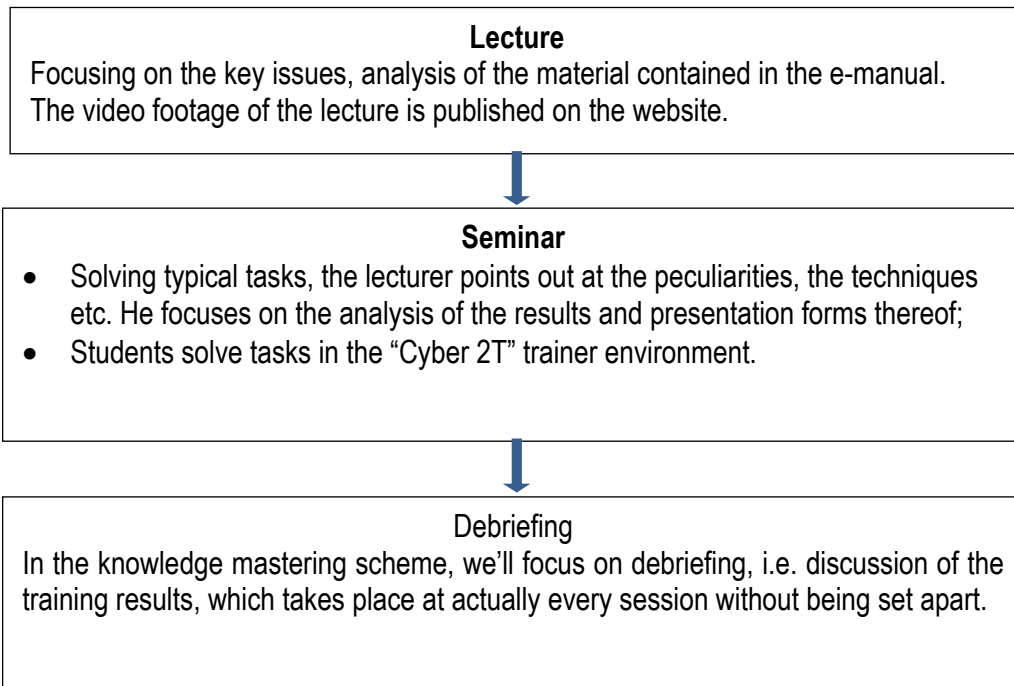 Lecture
Focusing on the key issues, analysis of the material contained in the e-manual.
The video footage of the lecture is published on the website.
Seminar
• Solving typical tasks, the lecturer points out at the peculiarities, the techniques
etc. He focuses on the analysis of the results and presentation forms thereof;
• Students solve tasks in the “Cyber 2T” trainer environment.
Debriefing
In the knowledge mastering scheme, we’ll focus on debriefing, i.e. discussion of the
training results, which takes place at actually every session without being set apart.